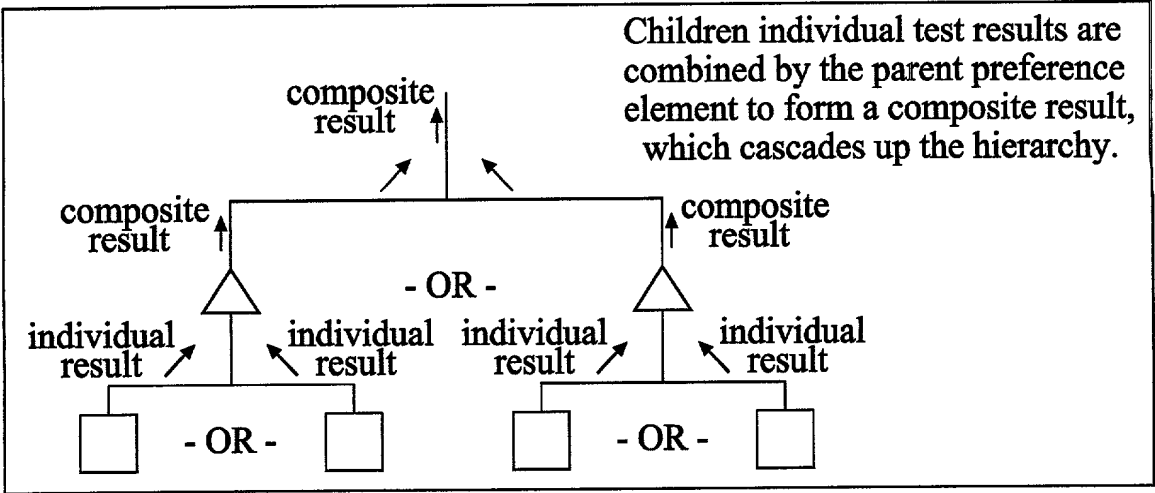 Children individual test results are
combined by the parent preference
element to form a composite result,
which cascades up the hierarchy.
composite
result
composite
result
composite
result
- OR -
individual
result
individual
result
individual
result
individual
result
- OR -
- OR -